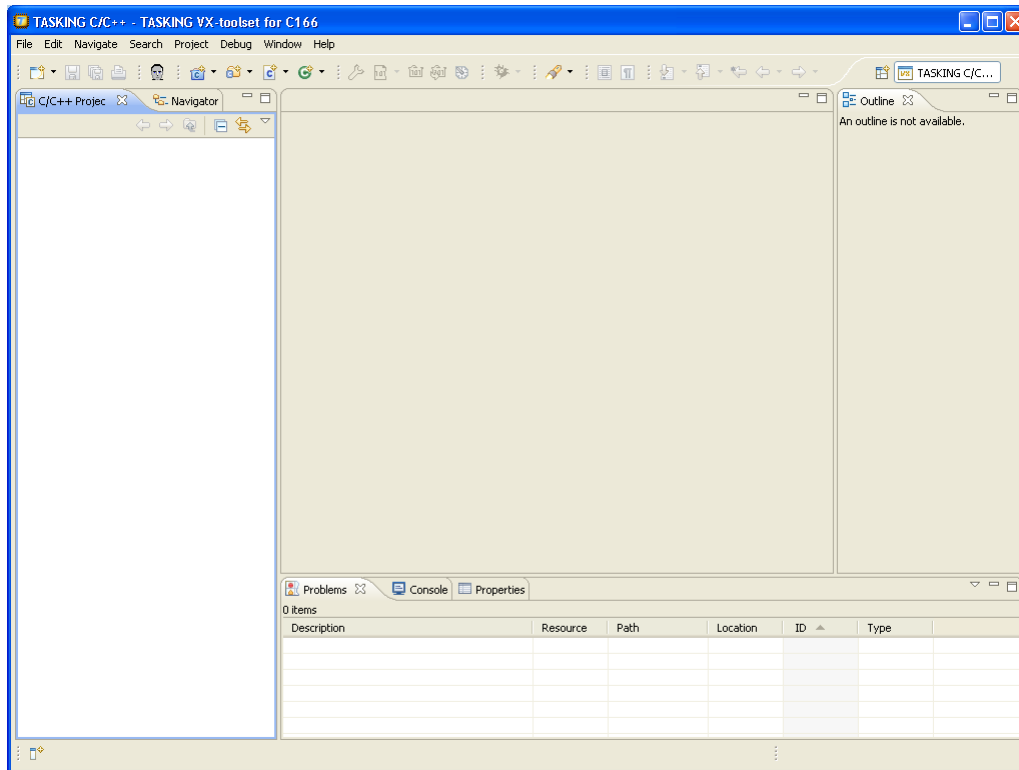 TASKING C/C++ - TASKING VX-toolset for C166
File Edit Navigate Search Project Debug Window Help
TASKING C/C...
C/C++ Projec Navigator
Outline
An outline is not available.
Problems Console Properties
0 items
Description Resource Path Location ID Type